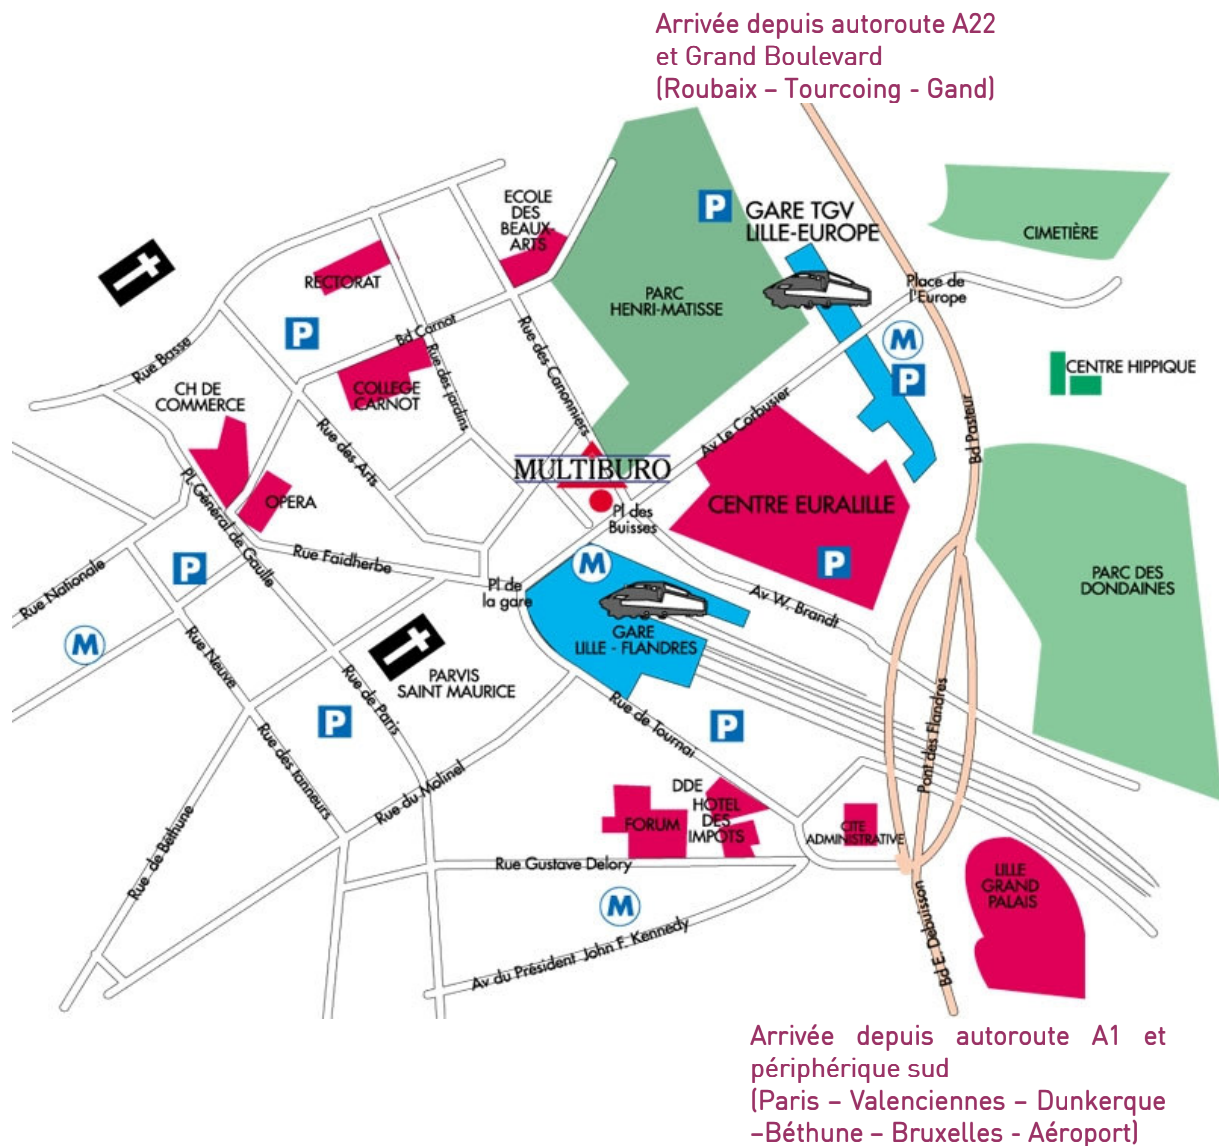 Arrivée depuis autoroute A22
et Grand Boulevard
(Roubaix – Tourcoing - Gand)
ECOLE
DES
BEAUX-
ARTS
P
GARE TGV
LILLE-EUROPE
CIMETIÈRE
RECTORAT
PARC
HENRI-MATISSE
Place de
l'Europe
P
Bd Carnot
Rue des Canonniers
M
Rue Basse
Rue des jardins
CENTRE HIPPIQUE
CH DE
COMMERCE
COLLEGE
CARNOT
P
Av Le Corbusier
Bd Pasteur
Rue des Arts
MULTIBURO
Pl. Général de Gaulle
OPERA
CENTRE EURALILLE
Pl des
Buisses
Rue Faidherbe
P
M
P
Rue Nationale
Pl de
la gare
Av W. Brandt
PARC DES
DONDAINES
M
GARE
LILLE - FLANDRES
Rue Neuve
PARVIS
SAINT MAURICE
Rue de Paris
P
Rue de Tournai
P
Pont des Flandres
Rue des tanneurs
Rue du Molinel
DDE
HOTEL
DES
IMPOTS
FORUM
CITE
ADMINISTRATIVE
Rue de Béthune
Rue Gustave Delory
LILLE
GRAND
PALAIS
M
Av du Président John F. Kennedy
Bd E. Debuisson
Arrivée depuis autoroute A1 et
périphérique sud
(Paris – Valenciennes – Dunkerque
–Béthune – Bruxelles - Aéroport)